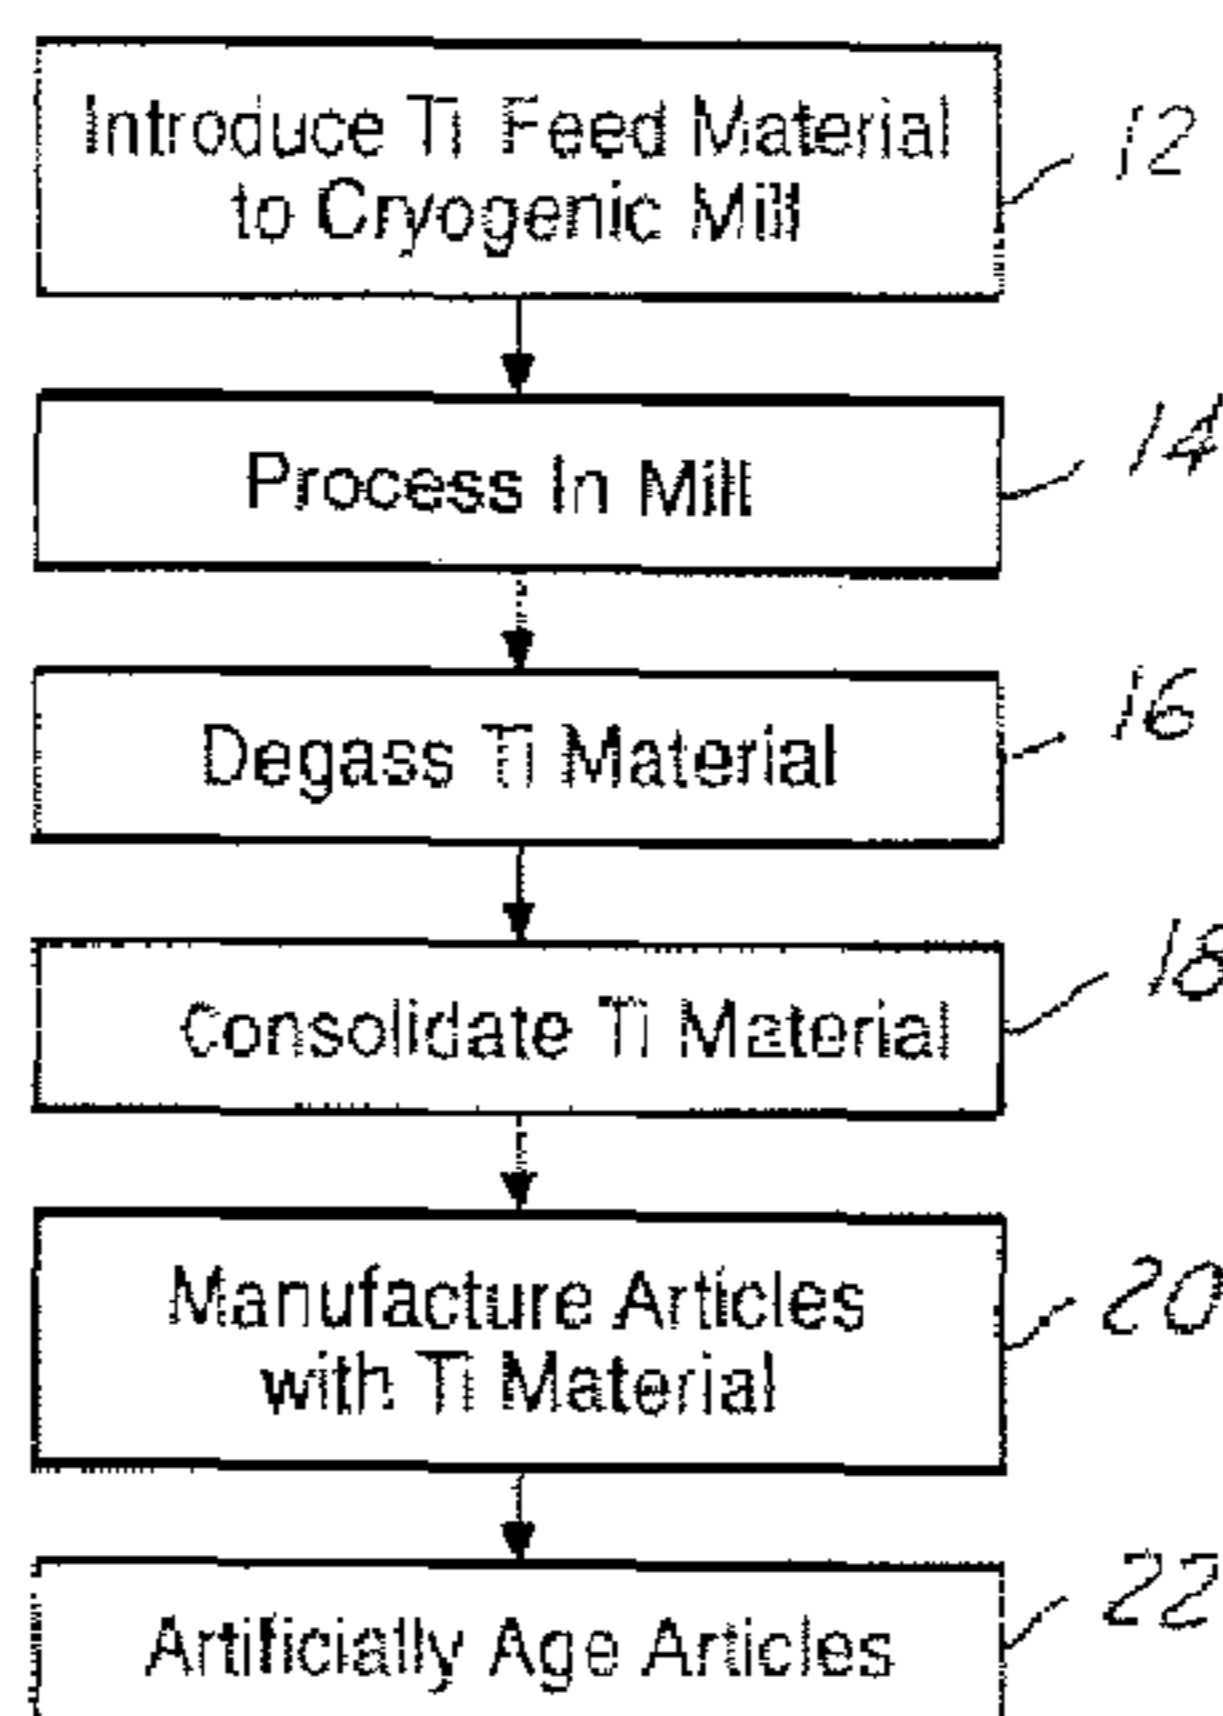 Introduce Ti Feed Material
to Cryogenic Mill
12
Process In Mill
14
Degass Ti Material
16
Consolidate Ti Material
18
Manufacture Articles
with Ti Material
20
Artificially Age Articles
22